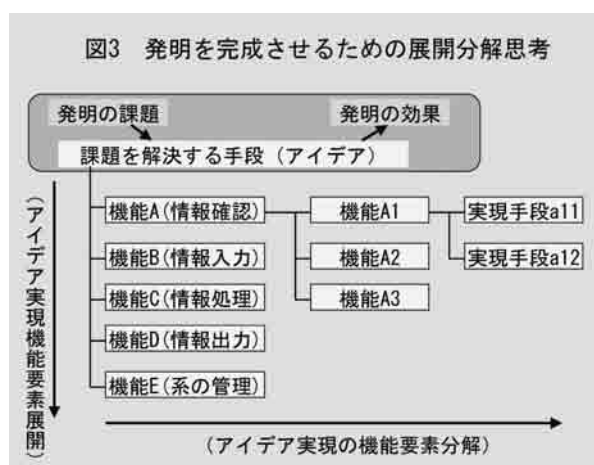 図3 発明を完成させるための展開分解思考
発明の課題 発明の効果
課題を解決する手段(アイデア)
機能A(情報確認) 機能A1 実現手段a11
機能B(情報入力) 機能A2 実現手段a12
機能C(情報処理) 機能A3
機能D(情報出力)
機能E(系の管理)
(アイデア実現機能要素展開)
(アイデア実現の機能要素分解)